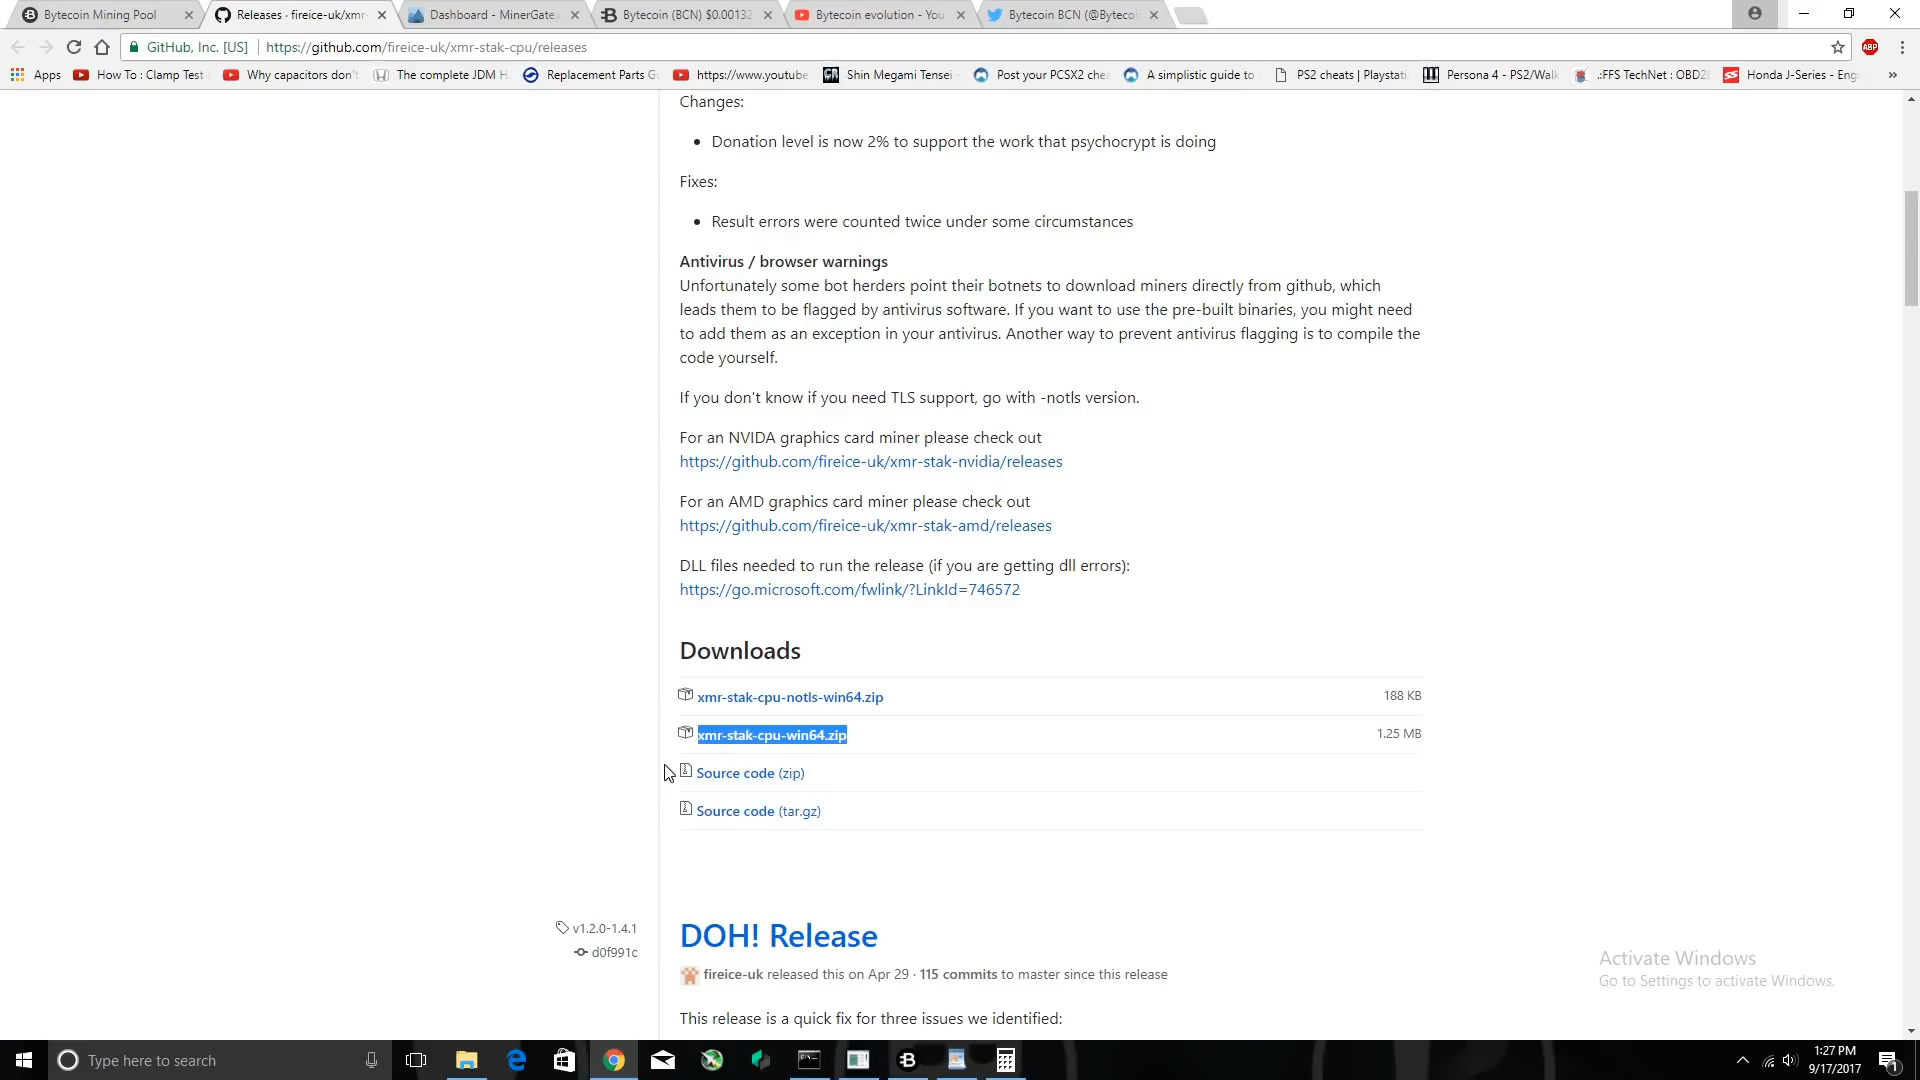 Bytecoin Mining Pool
Releases · fireice-uk/xmr-
Dashboard - MinerGate.
Bytecoin (BCN) $0.00132
Bytecoin evolution - You
Bytecoin BCN (@Byteco
GitHub, Inc. [US]
https://github.com/fireice-uk/xmr-stak-cpu/releases
ABP
Apps
How To : Clamp Test
Why capacitors don'
The complete JDM H
Replacement Parts G
https://www.youtube
Shin Megami Tensei
Post your PCSX2 che
A simplistic guide to
PS2 cheats | Playstati
Persona 4 - PS2/Walk
.:FFS TechNet : OBD2
Honda J-Series - Eng
»
Changes:
• Donation level is now 2% to support the work that psychocrypt is doing
Fixes:
• Result errors were counted twice under some circumstances
Antivirus / browser warnings
Unfortunately some bot herders point their botnets to download miners directly from github, which
leads them to be flagged by antivirus software. If you want to use the pre-built binaries, you might need
to add them as an exception in your antivirus. Another way to prevent antivirus flagging is to compile the
code yourself.
If you don't know if you need TLS support, go with -notls version.
For an NVIDA graphics card miner please check out
https://github.com/fireice-uk/xmr-stak-nvidia/releases
For an AMD graphics card miner please check out
https://github.com/fireice-uk/xmr-stak-amd/releases
DLL files needed to run the release (if you are getting dll errors):
https://go.microsoft.com/fwlink/?LinkId=746572
Downloads
xmr-stak-cpu-notls-win64.zip 188 KB
xmr-stak-cpu-win64.zip 1.25 MB
Source code (zip)
Source code (tar.gz)
v1.2.0-1.4.1
d0f991c
DOH! Release
fireice-uk released this on Apr 29 · 115 commits to master since this release
This release is a quick fix for three issues we identified:
Activate Windows
Go to Settings to activate Windows.
Type here to search
1:27 PM
9/17/2017
1